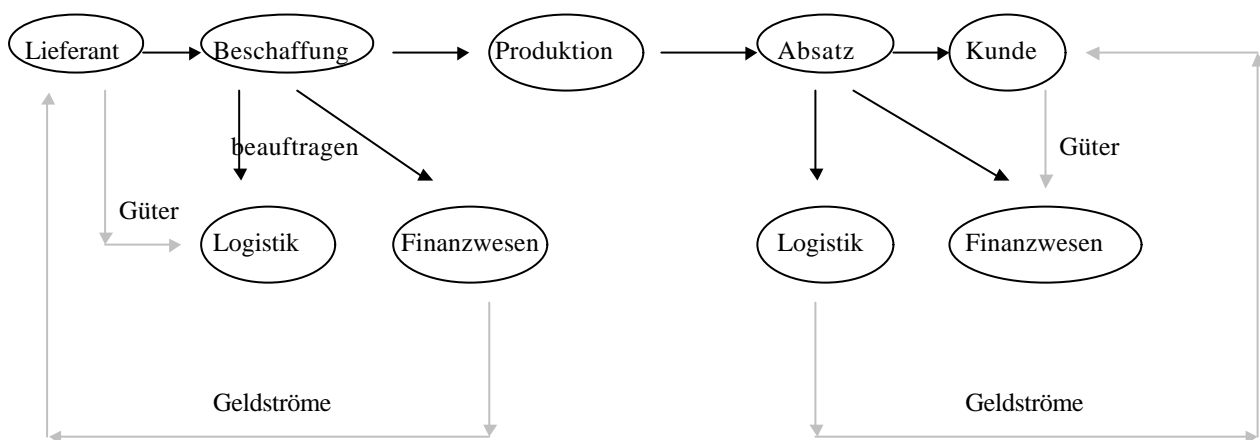 Lieferant Beschaffung Produktion Absatz Kunde
beauftragen Güter
Güter
Logistik Finanzwesen Logistik Finanzwesen
Geldströme Geldströme